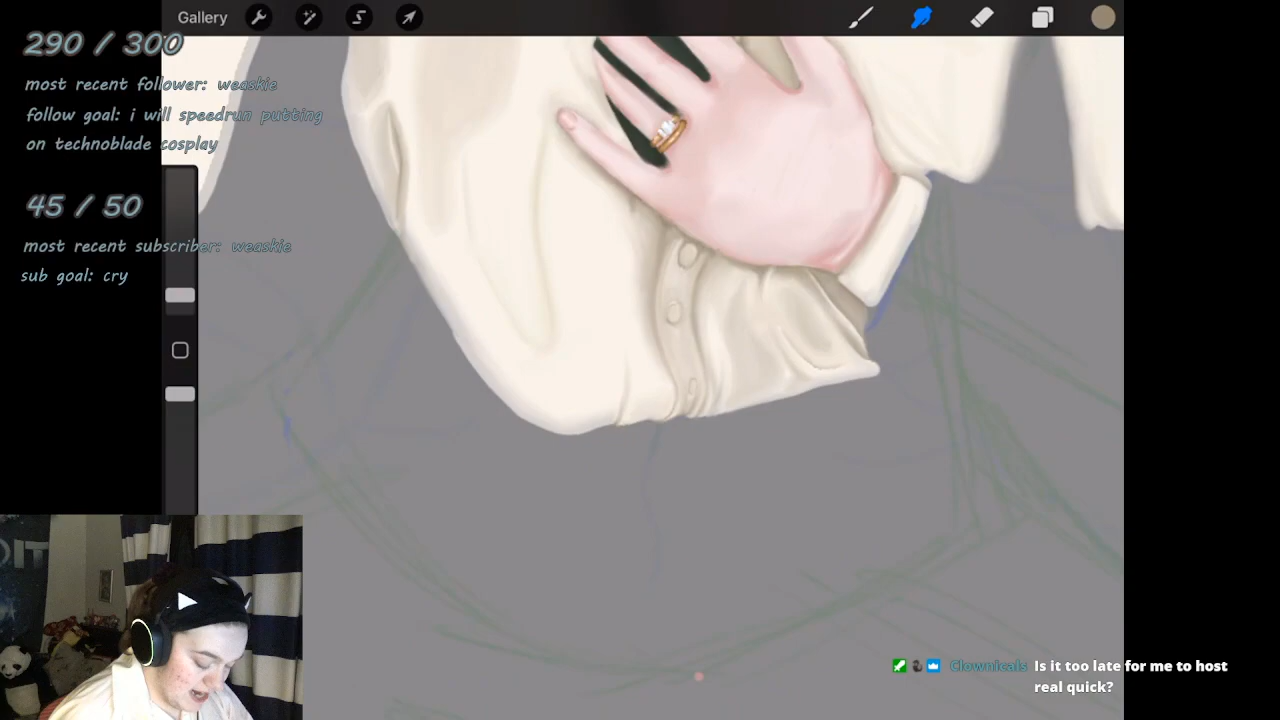 Gallery
290 / 300
most recent follower: weaskie
follow goal: i will speedrun putting
on technoblade cosplay
45 / 50
most recent subscriber: weaskie
sub goal: cry
Clownicals Is it too late for me to host
real quick?